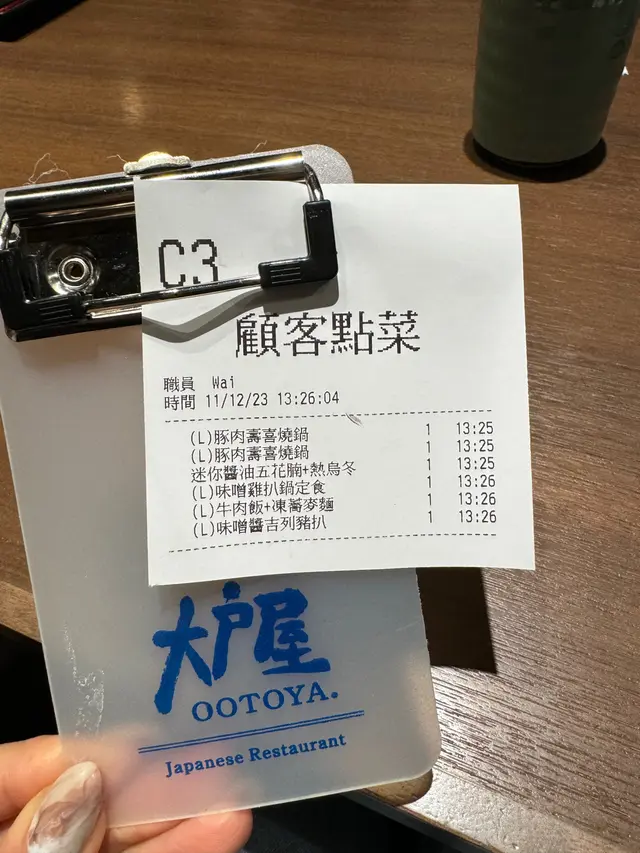 C3
顧客點菜
職員 Wai
時間 11/12/23 13:26:04
(L)豚肉壽喜燒鍋 1 13:25
(L)豚肉壽喜燒鍋 1 13:25
迷你醬油五花腩+熱烏冬 1 13:25
(L)味噌雞扒鍋定食 1 13:26
(L)牛肉飯+凍蕎麥麵 1 13:26
(L)味噌醬吉列豬扒 1 13:26
大戸屋
OOTOYA.
Japanese Restaurant